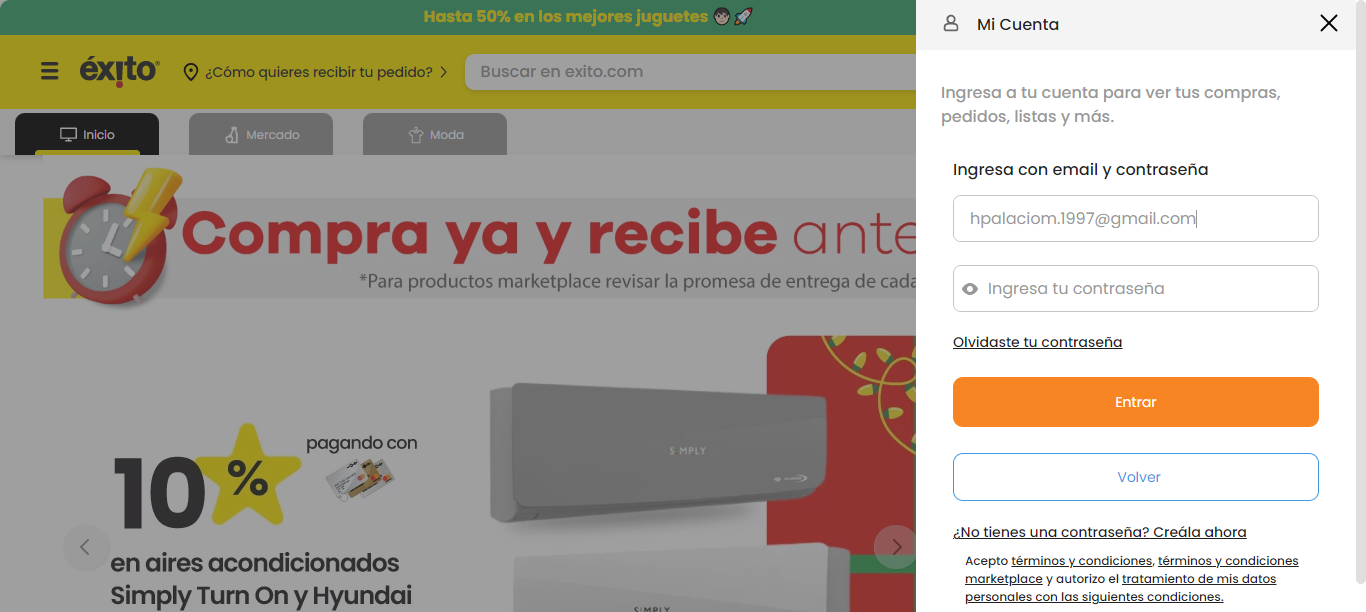 Hasta 50% en los mejores juguetes
Mi Cuenta
éxito
¿Cómo quieres recibir tu pedido?
Buscar en exito.com
Inicio
Mercado
Moda
Compra ya y recibe ante
*Para productos marketplace revisar la promesa de entrega de cada
10%
pagando con
en aires acondicionados
Simply Turn On y Hyundai
SIMPLY
SIMPLY
Ingresa a tu cuenta para ver tus compras,
pedidos, listas y más.
Ingresa con email y contraseña
hpalaciom.1997@gmail.com
Ingresa tu contraseña
Olvidaste tu contraseña
Entrar
Volver
¿No tienes una contraseña? Creála ahora
Acepto términos y condiciones, términos y condiciones
marketplace y autorizo el tratamiento de mis datos
personales con las siguientes condiciones.